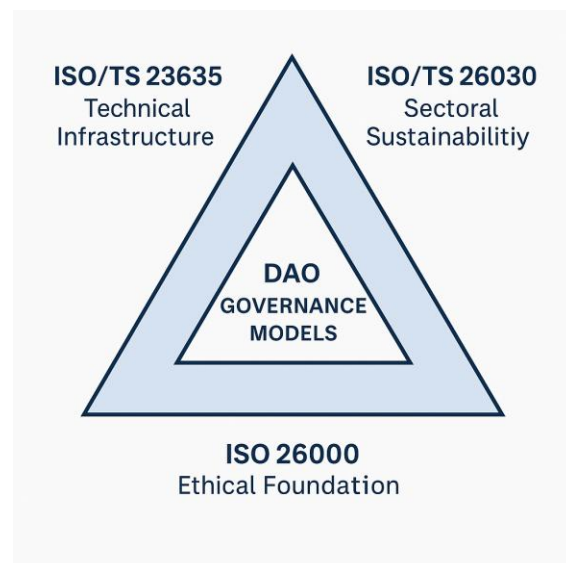 ISO/TS 23635
Technical
Infrastructure
ISO/TS 26030
Sectoral
Sustainabilitiy
DAO
GOVERNANCE
MODELS
ISO 26000
Ethical Foundation